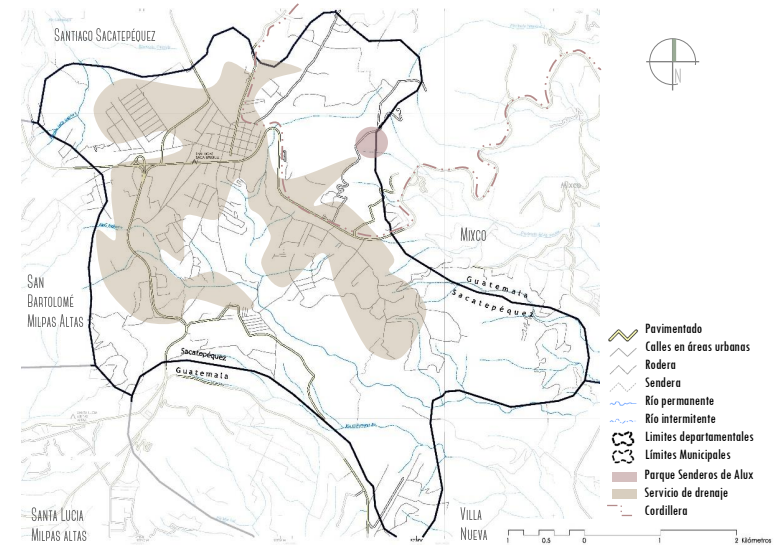 SANTIAGO SACATEPÉQUEZ
N
MIXCO
MIXCO
SAN
BARTOLOMÉ
MILPAS ALTAS
Guatemala
Sacatepéquez
Sacatepéquez
Guatemala
SANTA LUCIA
MILPAS ALTAS
VILLA
NUEVA
Pavimentado
Calles en áreas urbanas
Rodera
Sendera
Río permanente
Río intermitente
Limites departamentales
Límites Municipales
Parque Senderos de Alux
Servicio de drenaje
Cordillera
1 0.5 0 1 2 Kilómetros